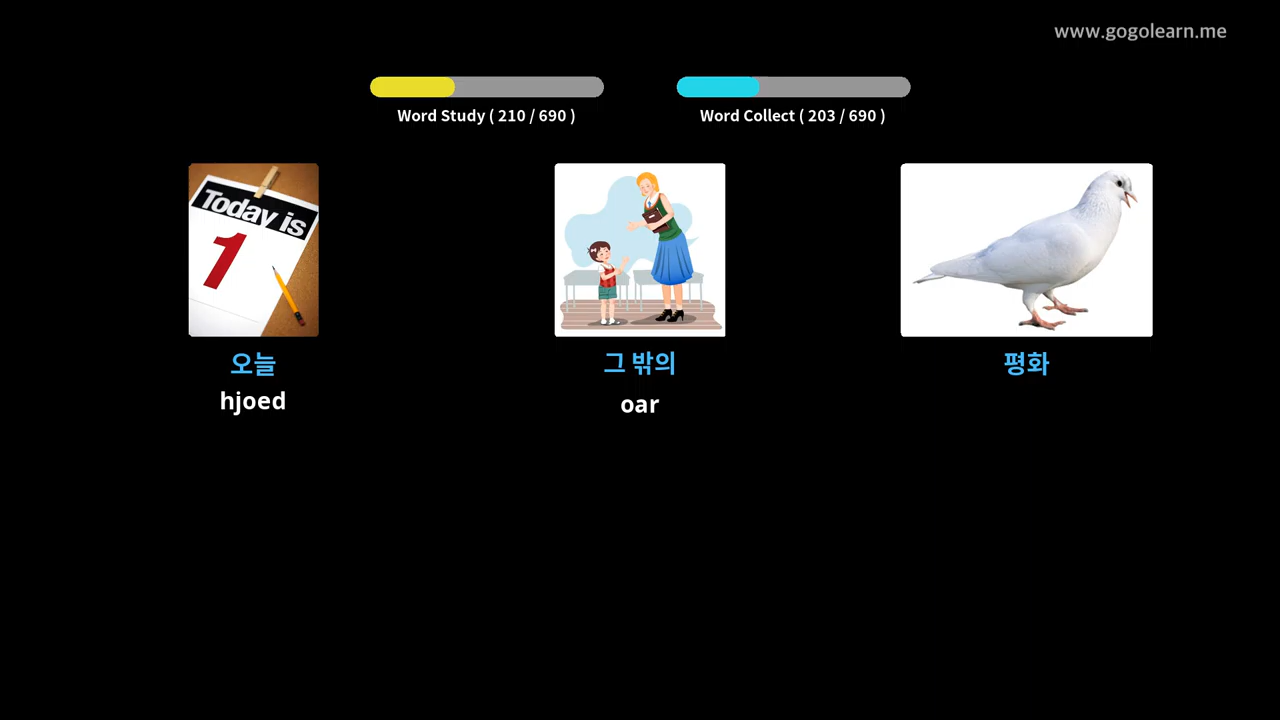 www.gogolearn.me
Word Study ( 210 / 690 )
Word Collect ( 203 / 690 )
Today is
1
오늘
hjoed
그 밖의
oar
평화